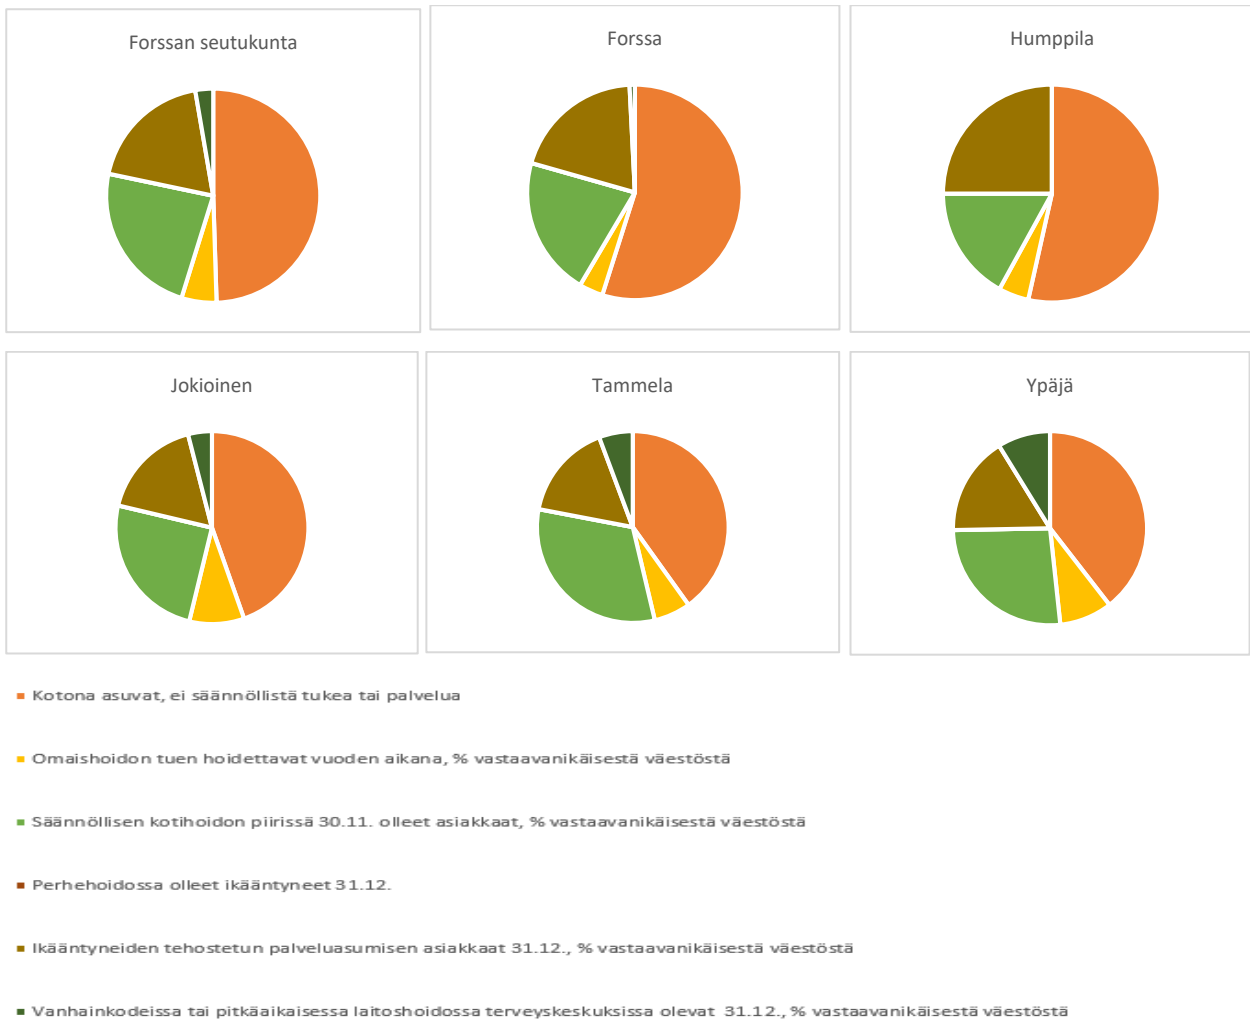 Forssan seutukunta
Forssa
Humppila
Jokioinen
Tammela
Ypäjä
Kotona asuvat, ei säännöllistä tukea tai palvelua
Omaishoidon tuen hoidettavat vuoden aikana, % vastaavanikäisestä väestöstä
Säännöllisen kotihoidon piirissä 30.11. olleet asiakkaat, % vastaavanikäisestä väestöstä
Perhehoidossa olleet ikääntyneet 31.12.
Ikääntyneiden tehostetun palveluasumisen asiakkaat 31.12., % vastaavanikäisestä väestöstä
Vanhainkodeissa tai pitkäaikaisessa laitoshoidossa terveyskeskuksissa olevat 31.12., % vastaavanikäisestä väestöstä